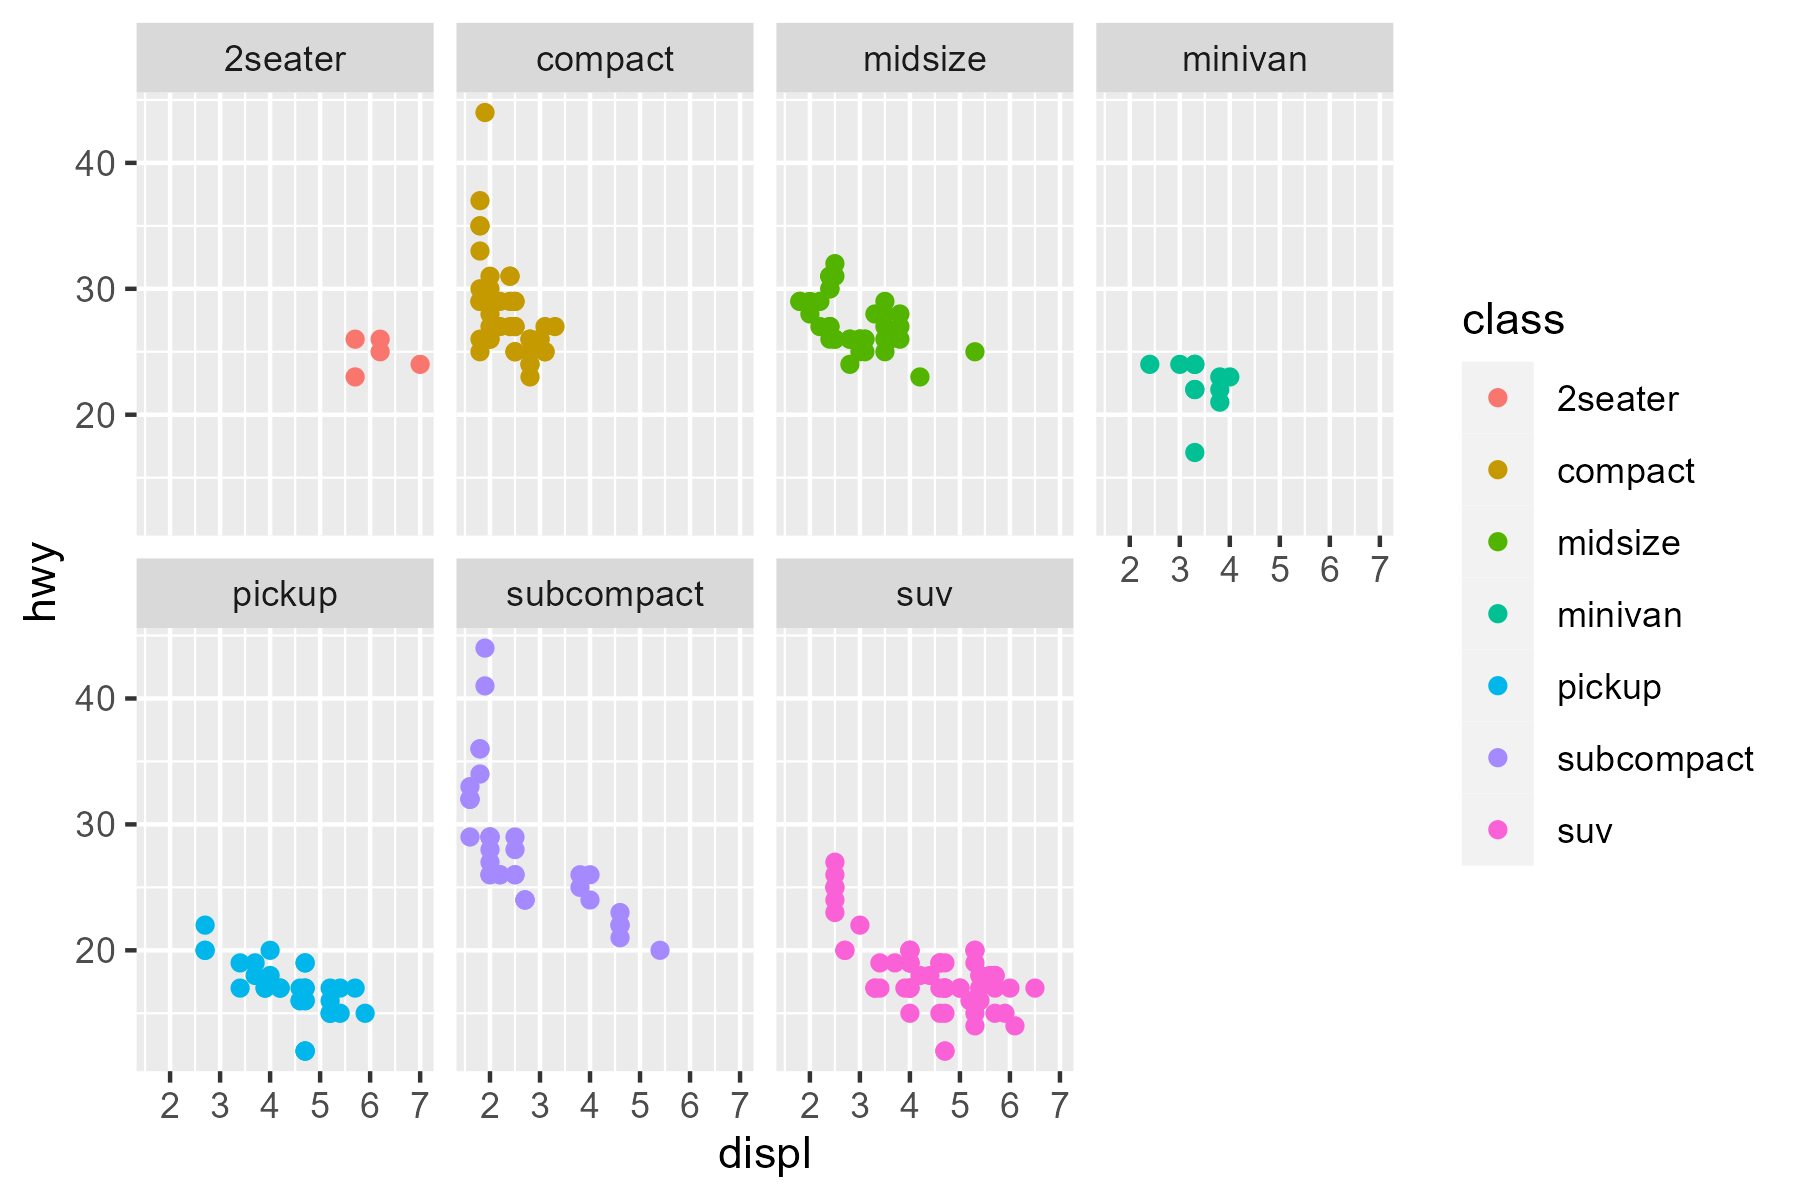 2seater compact midsize minivan
40
30
20
2 3 4 5 6 7
pickup subcompact suv
40
30
20
2 3 4 5 6 7 2 3 4 5 6 7 2 3 4 5 6 7
displ
hwy
class
2seater
compact
midsize
minivan
pickup
subcompact
suv